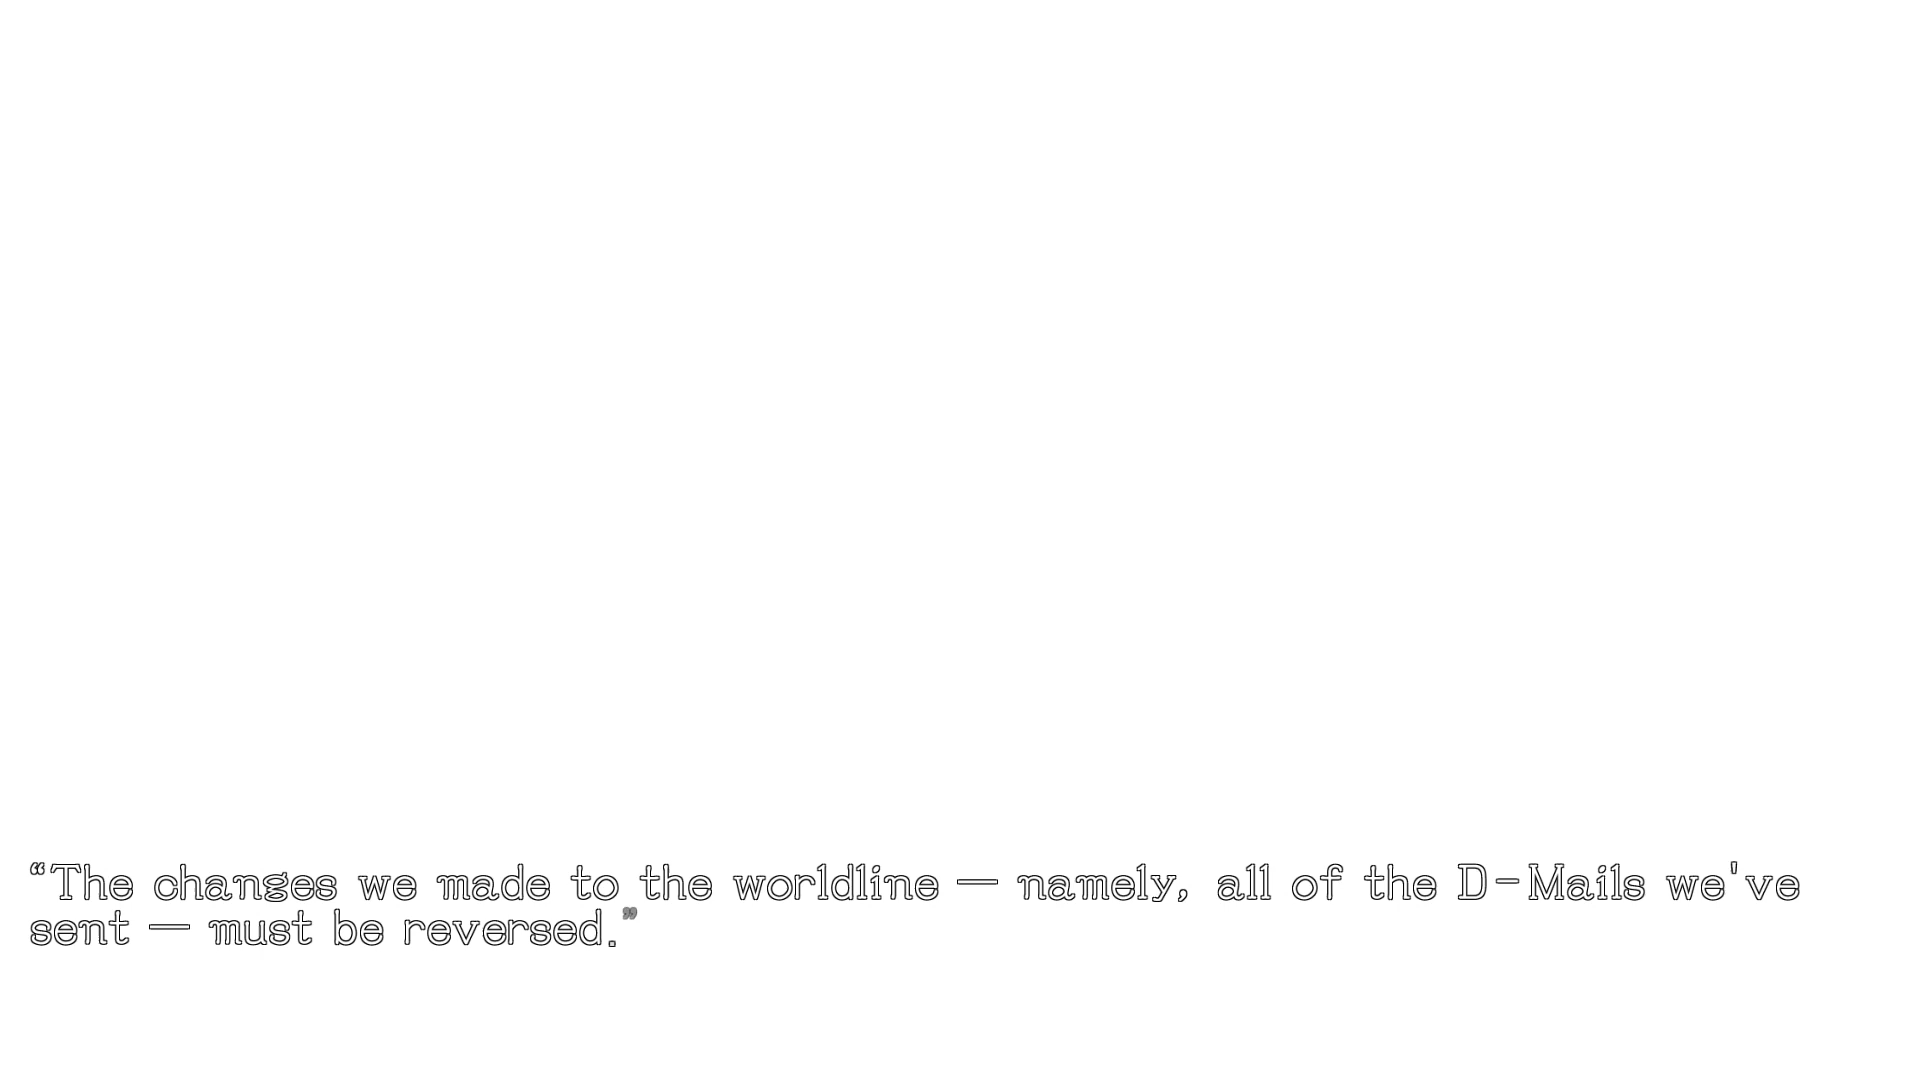 “The changes we made to the worldline — namely, all of the D-Mails we've
sent — must be reversed.”